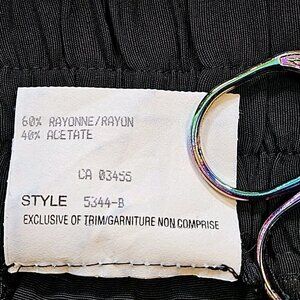 60% RAYONNE/RAYON
40% ACETATE
CA 03455
STYLE 5344-B
EXCLUSIVE OF TRIM/GARNITURE NON COMPRISE